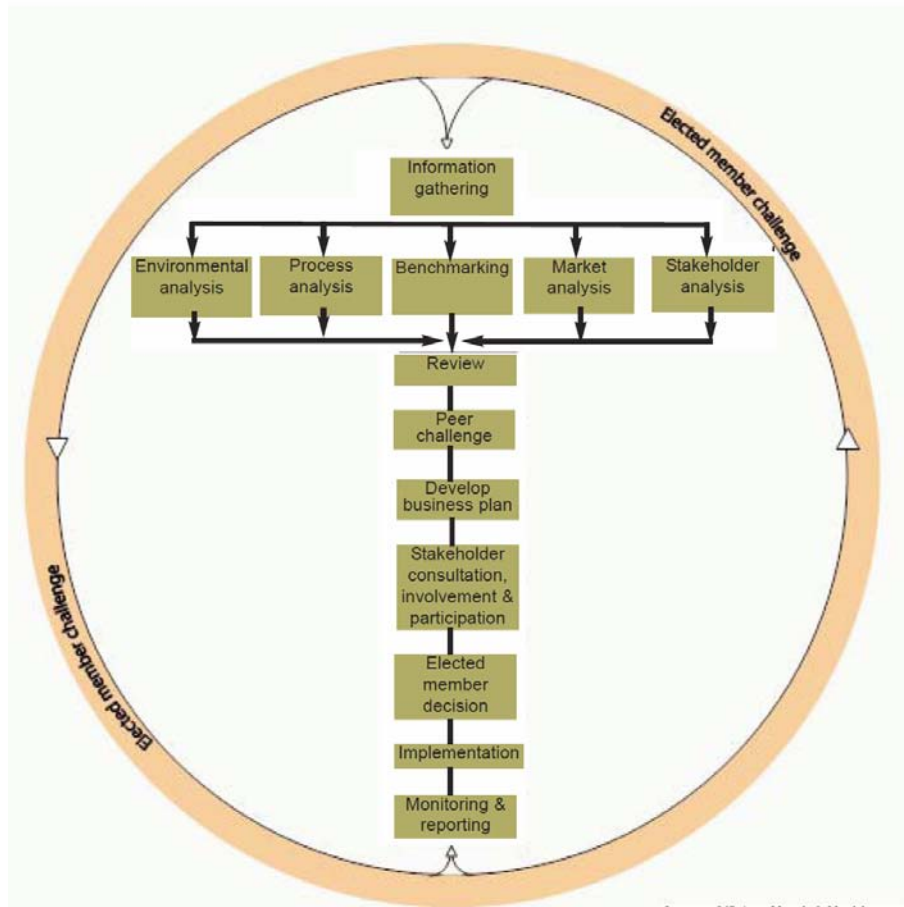 Elected member challenge
Information
gathering
Environmental
analysis
Process
analysis
Benchmarking
Market
analysis
Stakeholder
analysis
Review
Peer
challenge
Develop
business plan
Stakeholder
consultation,
involvement &
participation
Elected
member
decision
Implementation
Monitoring &
reporting
Elected member challenge